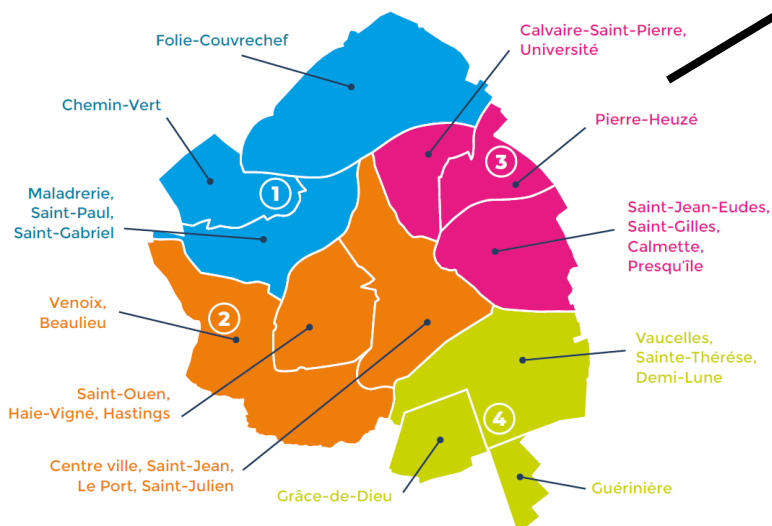 Folie-Couvrechef
Calvaire-Saint-Pierre,
Université
Chemin-Vert
Pierre-Heuzé
3
1
Maladrerie,
Saint-Paul,
Saint-Gabriel
Saint-Jean-Eudes,
Saint-Gilles,
Calmette,
Presqu'île
Venoix,
Beaulieu
2
Vaucelles,
Sainte-Thérése,
Demi-Lune
Saint-Ouen,
Haie-Vigné, Hastings
4
Centre ville, Saint-Jean,
Le Port, Saint-Julien
Grâce-de-Dieu
Guérinière